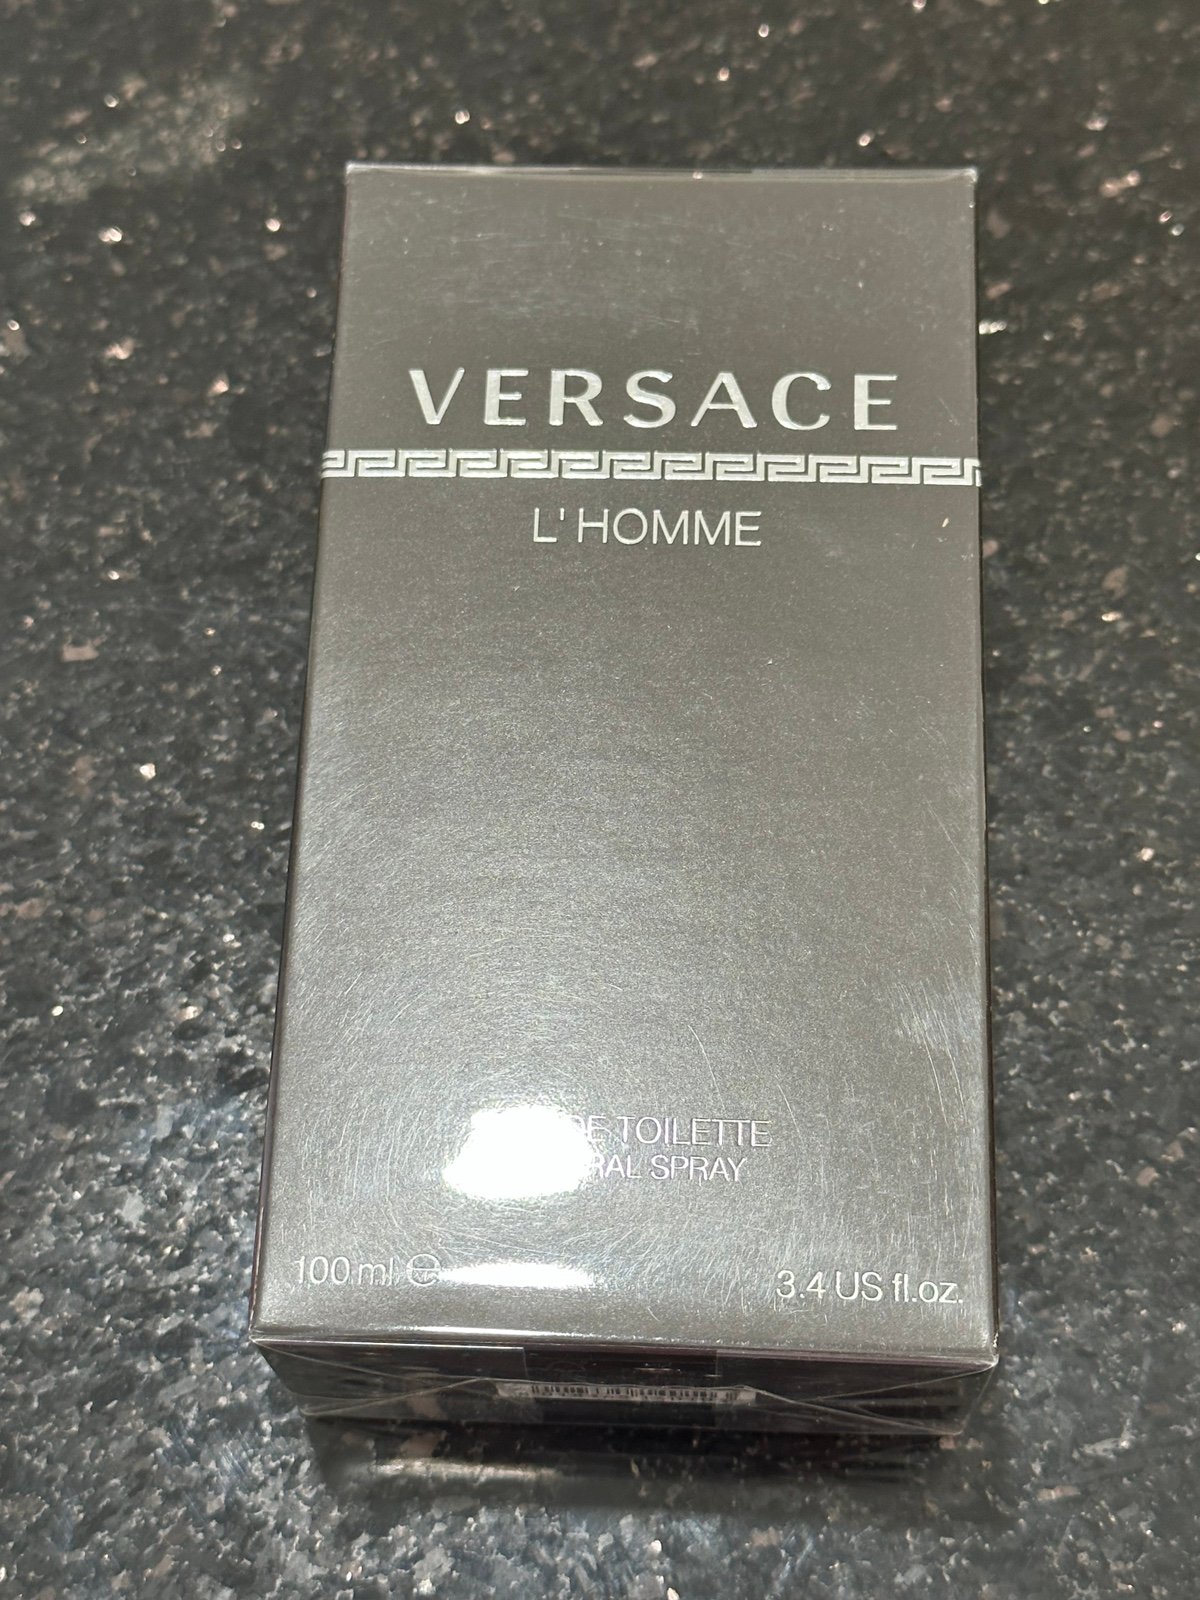 VERSACE
L'HOMME
DE TOILETTE
SPRAY
100 ml ℮
3.4 US fl.oz.